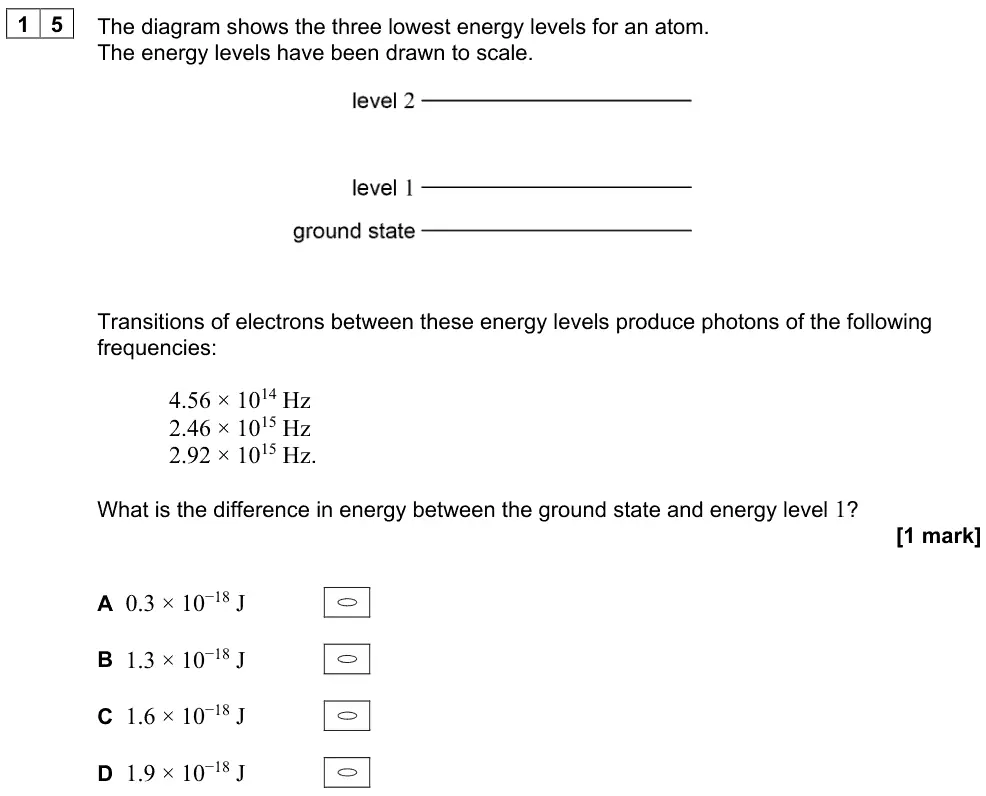 1 5 The diagram shows the three lowest energy levels for an atom.
The energy levels have been drawn to scale.
level 2
level 1
ground state
Transitions of electrons between these energy levels produce photons of the following
frequencies:
4.56 × 10¹⁴ Hz
2.46 × 10¹⁵ Hz
2.92 × 10¹⁵ Hz.
What is the difference in energy between the ground state and energy level 1?
[1 mark]
A 0.3 × 10⁻¹⁸ J
B 1.3 × 10⁻¹⁸ J
C 1.6 × 10⁻¹⁸ J
D 1.9 × 10⁻¹⁸ J